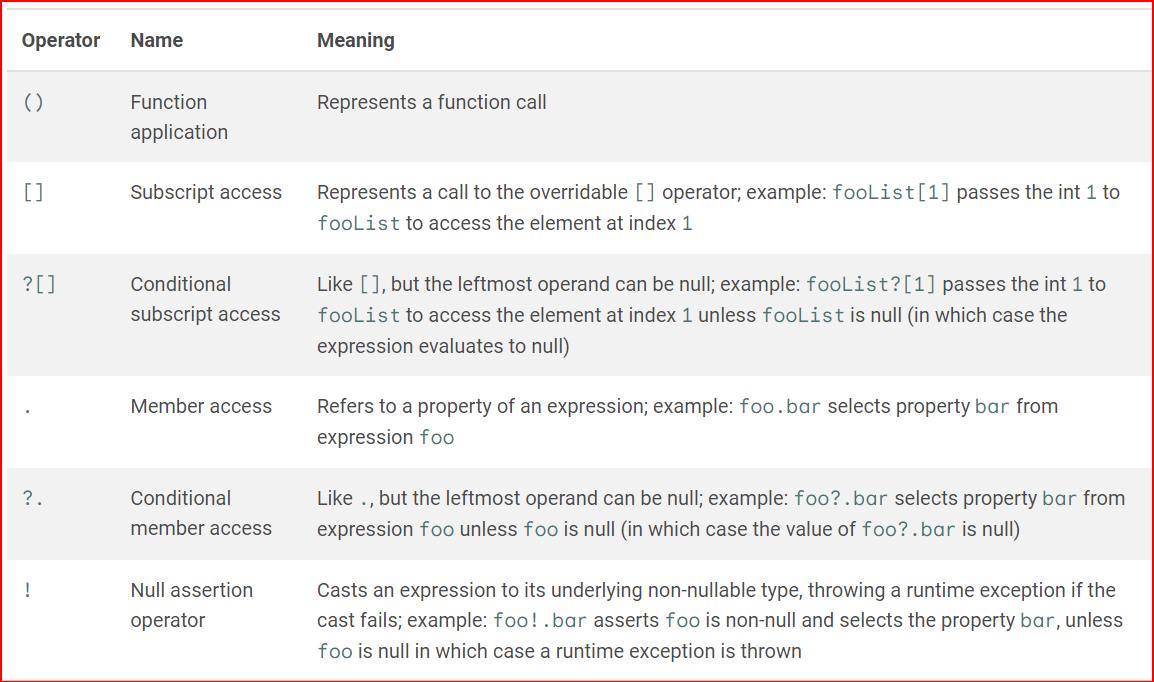 Operator Name Meaning
() Function Represents a function call
application
[] Subscript access Represents a call to the overridable [] operator; example: fooList[1] passes the int 1 to
fooList to access the element at index 1
?[] Conditional Like [], but the leftmost operand can be null; example: fooList?[1] passes the int 1 to
subscript access fooList to access the element at index 1 unless fooList is null (in which case the
expression evaluates to null)
. Member access Refers to a property of an expression; example: foo.bar selects property bar from
expression foo
?. Conditional Like ., but the leftmost operand can be null; example: foo?.bar selects property bar from
member access expression foo unless foo is null (in which case the value of foo?.bar is null)
! Null assertion Casts an expression to its underlying non-nullable type, throwing a runtime exception if the
operator cast fails; example: foo!.bar asserts foo is non-null and selects the property bar, unless
foo is null in which case a runtime exception is thrown